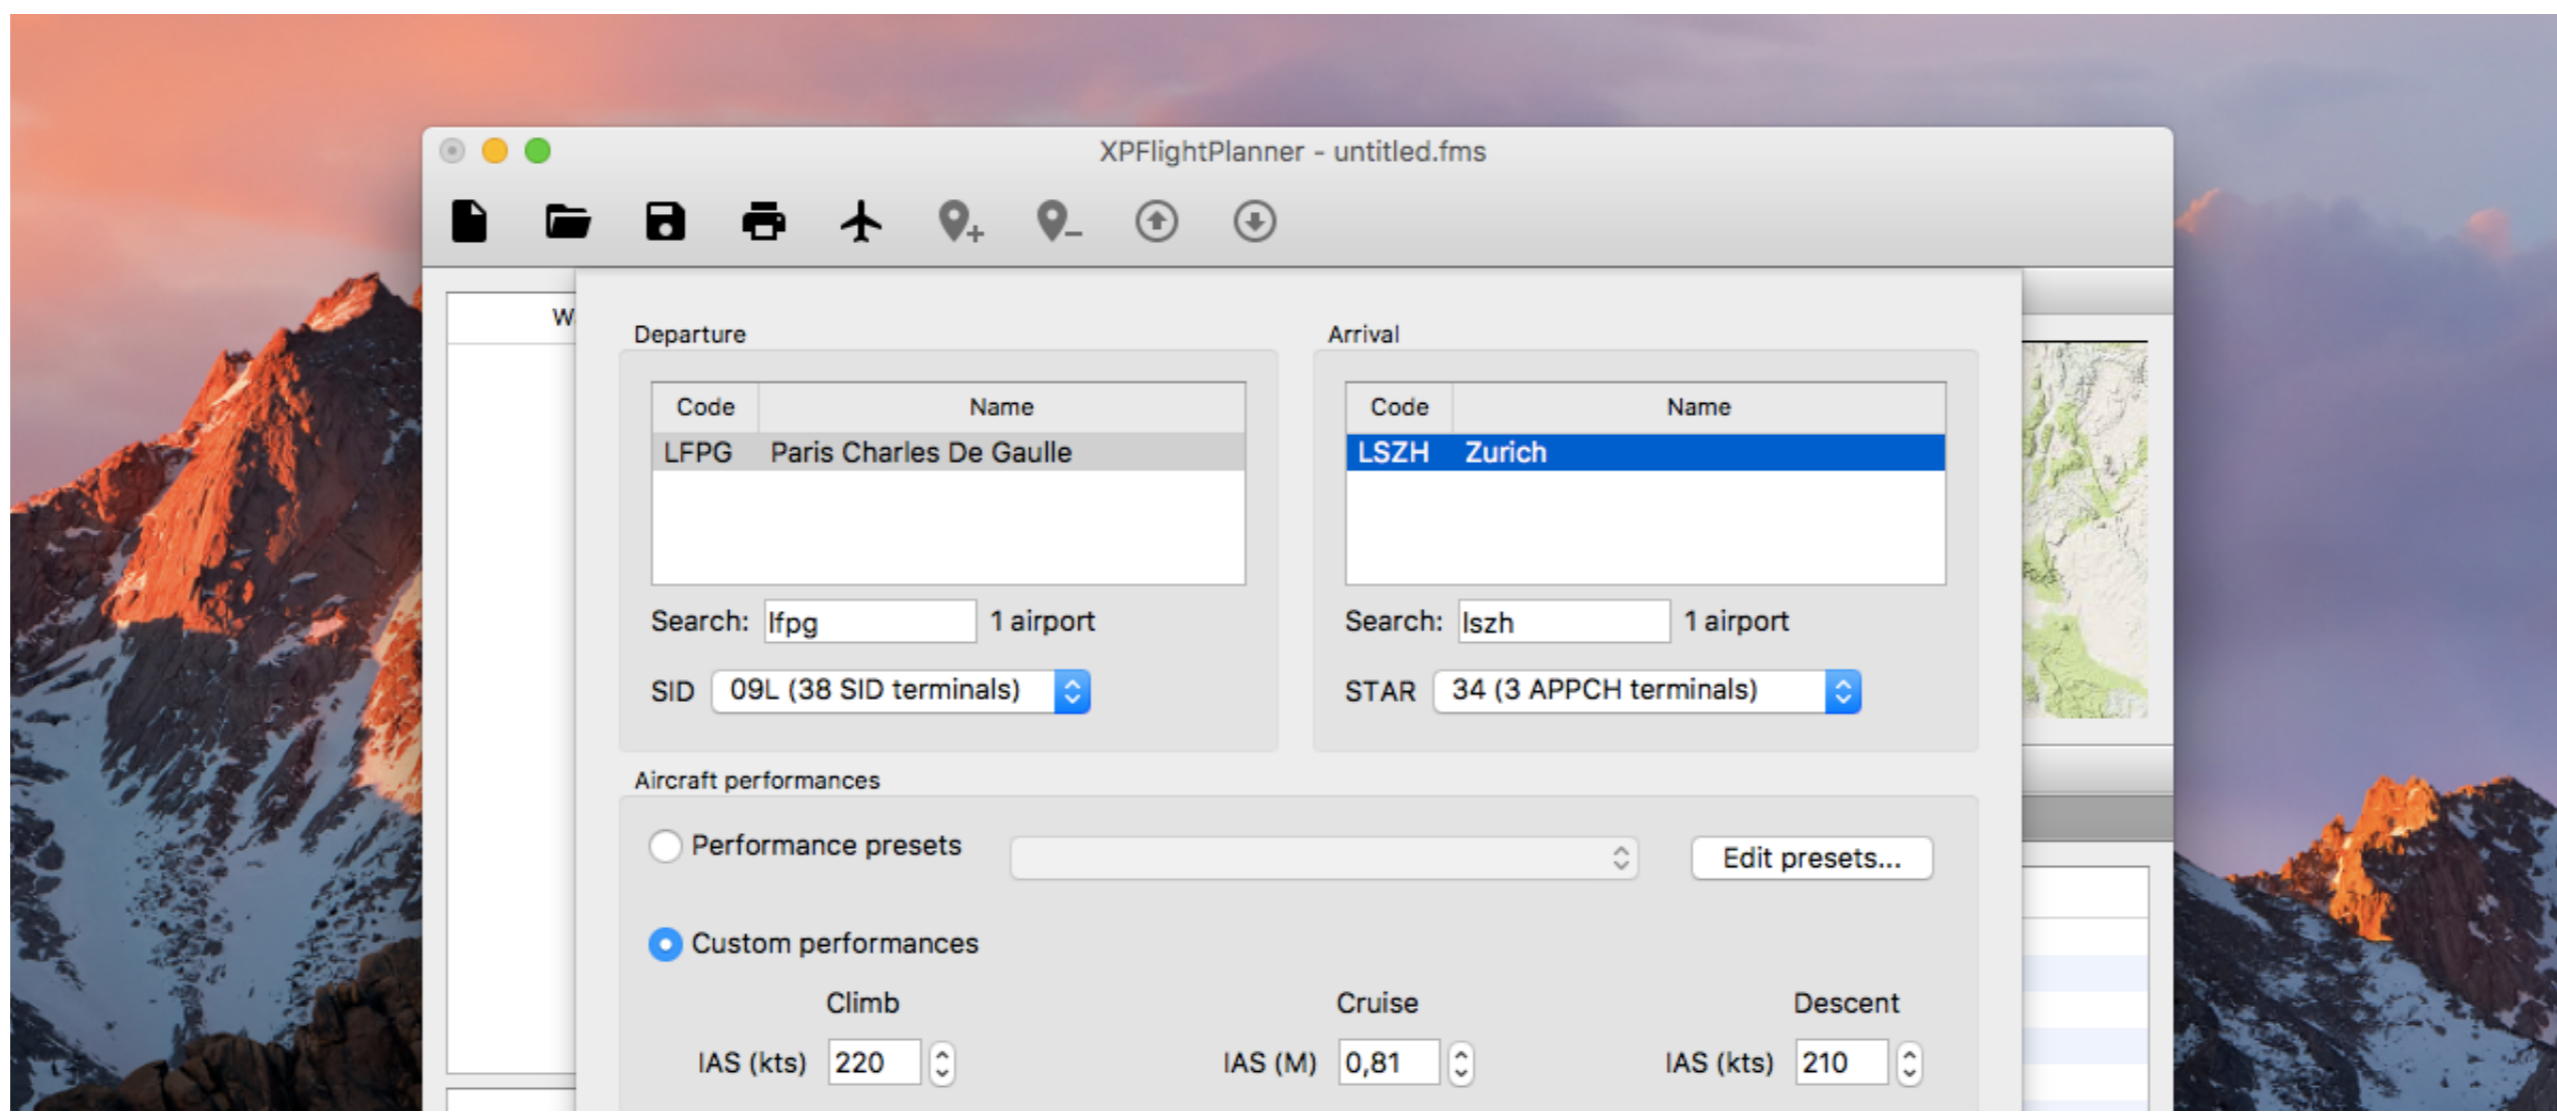 XPFlightPlanner - untitled.fms
W
Departure
Arrival
Code Name
Code Name
LFPG Paris Charles De Gaulle
LSZH Zurich
Search: lfpg 1 airport
Search: lszh 1 airport
SID 09L (38 SID terminals)
STAR 34 (3 APPCH terminals)
Aircraft performances
Performance presets
Edit presets...
Custom performances
Climb Cruise Descent
IAS (kts) 220 IAS (M) 0,81 IAS (kts) 210